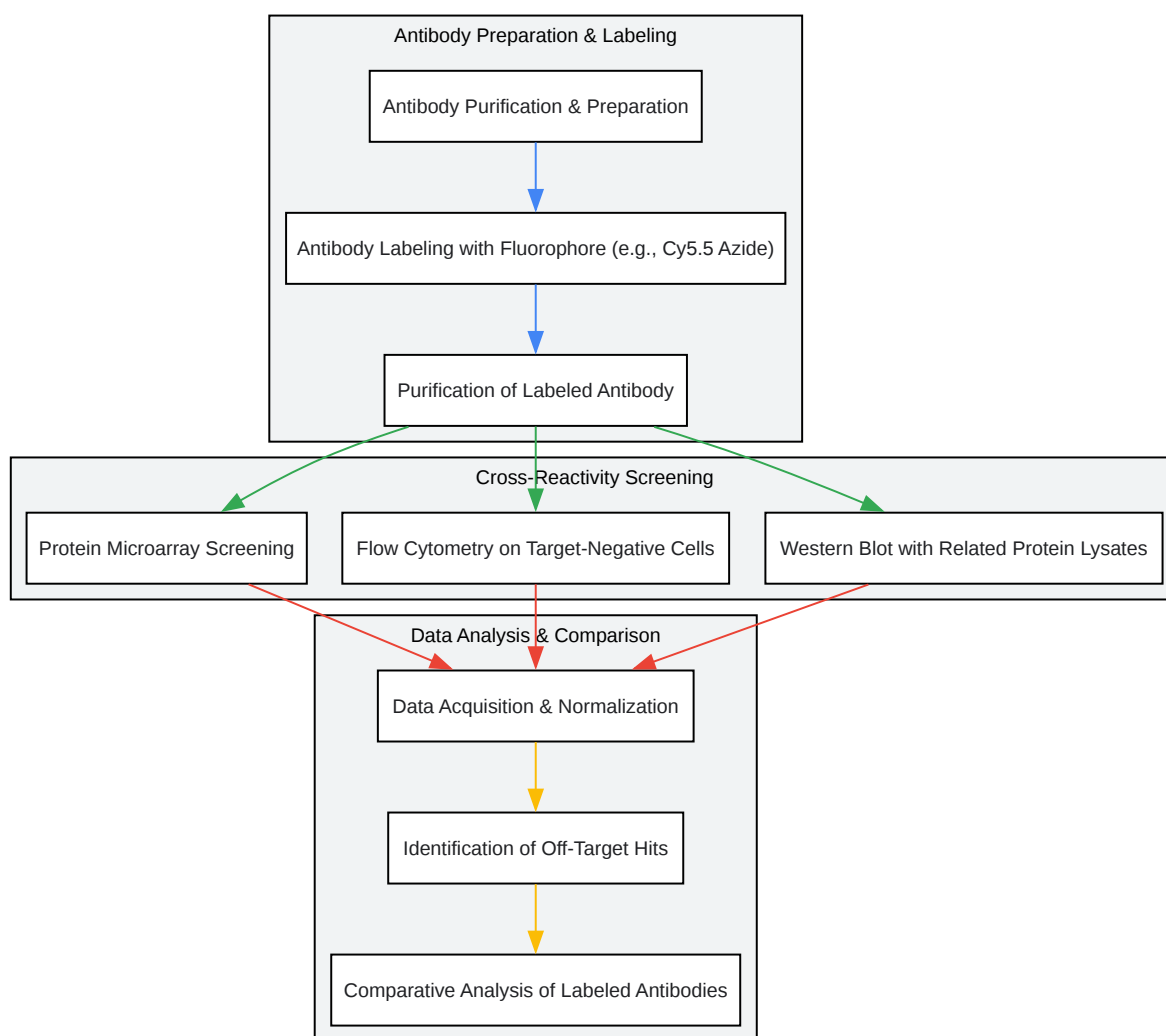 Antibody Preparation & Labeling
Antibody Purification & Preparation
Antibody Labeling with Fluorophore (e.g., Cy5.5 Azide)
Purification of Labeled Antibody
Cross-Reactivity Screening
Protein Microarray Screening
Flow Cytometry on Target-Negative Cells
Western Blot with Related Protein Lysates
Data Analysis & Comparison
Data Acquisition & Normalization
Identification of Off-Target Hits
Comparative Analysis of Labeled Antibodies